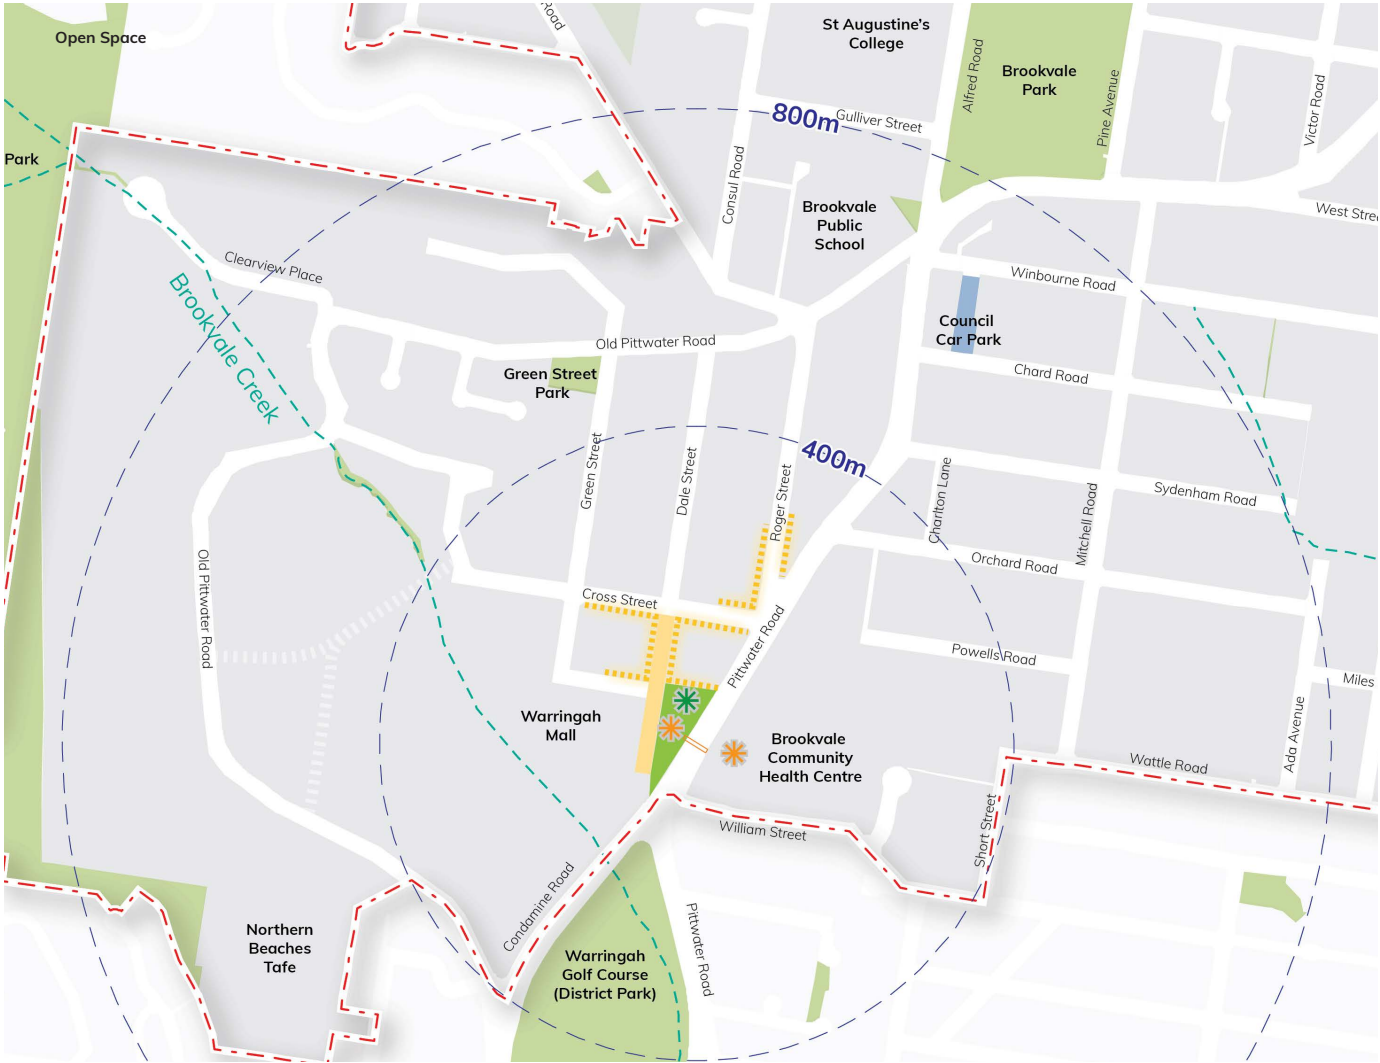 Road
Open Space
St Augustine's
College
Alfred Road
Brookvale
Park
Pine Avenue
Victor Road
800m
Gulliver Street
Park
Consul Road
Brookvale
Public
School
West Stree
Clearview Place
Winbourne Road
Brookvale Creek
Council
Car Park
Old Pittwater Road
Green Street
Park
Chard Road
400m
Green Street
Dale Street
Roger Street
Charlton Lane
Mitchell Road
Sydenham Road
Orchard Road
Old Pittwater Road
Cross Street
Pittwater Road
Powells Road
Miles
Warringah
Mall
Brookvale
Community
Health Centre
Ada Avenue
Wattle Road
William Street
Short Street
Condamine Road
Northern
Beaches
Tafe
Warringah
Golf Course
(District Park)
Pittwater Road